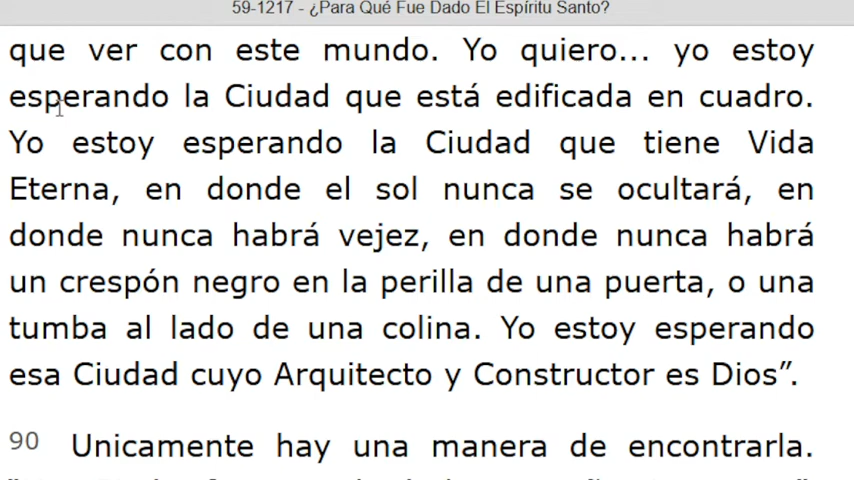 59-1217 - ¿Para Qué Fue Dado El Espíritu Santo?
que ver con este mundo. Yo quiero... yo estoy
esperando la Ciudad que está edificada en cuadro.
Yo estoy esperando la Ciudad que tiene Vida
Eterna, en donde el sol nunca se ocultará, en
donde nunca habrá vejez, en donde nunca habrá
un crespón negro en la perilla de una puerta, o una
tumba al lado de una colina. Yo estoy esperando
esa Ciudad cuyo Arquitecto y Constructor es Dios”.
90 Unicamente hay una manera de encontrarla.